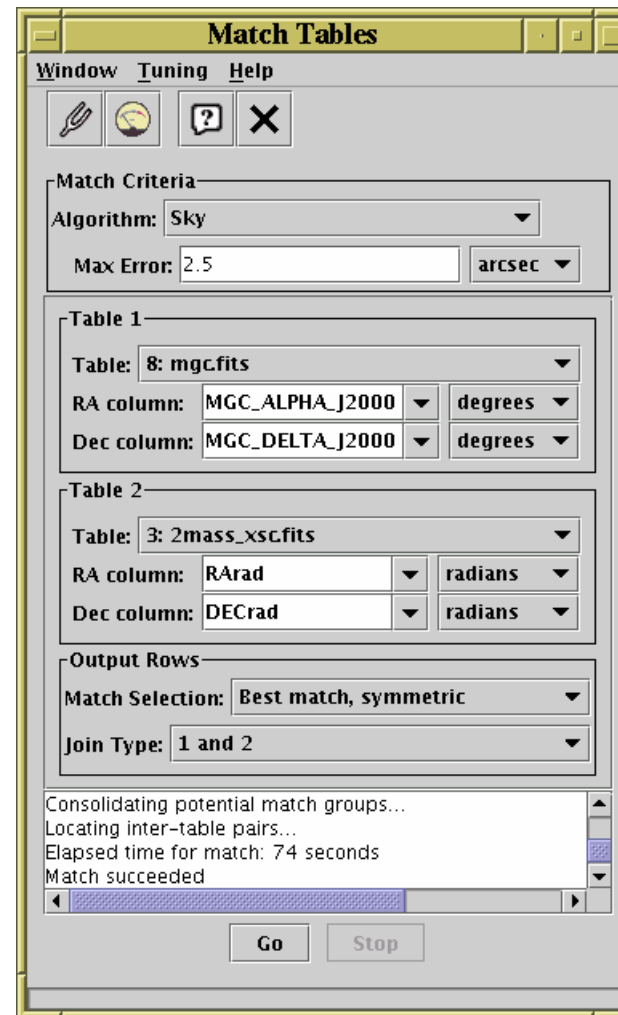 Match Tables
Window Tuning Help
Match Criteria
Algorithm: Sky
Max Error: 2.5 arcsec
Table 1
Table: 8: mgc.fits
RA column: MGC_ALPHA_J2000 degrees
Dec column: MGC_DELTA_J2000 degrees
Table 2
Table: 3: 2mass_xsc.fits
RA column: RArad radians
Dec column: DECrad radians
Output Rows
Match Selection: Best match, symmetric
Join Type: 1 and 2
Consolidating potential match groups...
Locating inter-table pairs...
Elapsed time for match: 74 seconds
Match succeeded
Go Stop